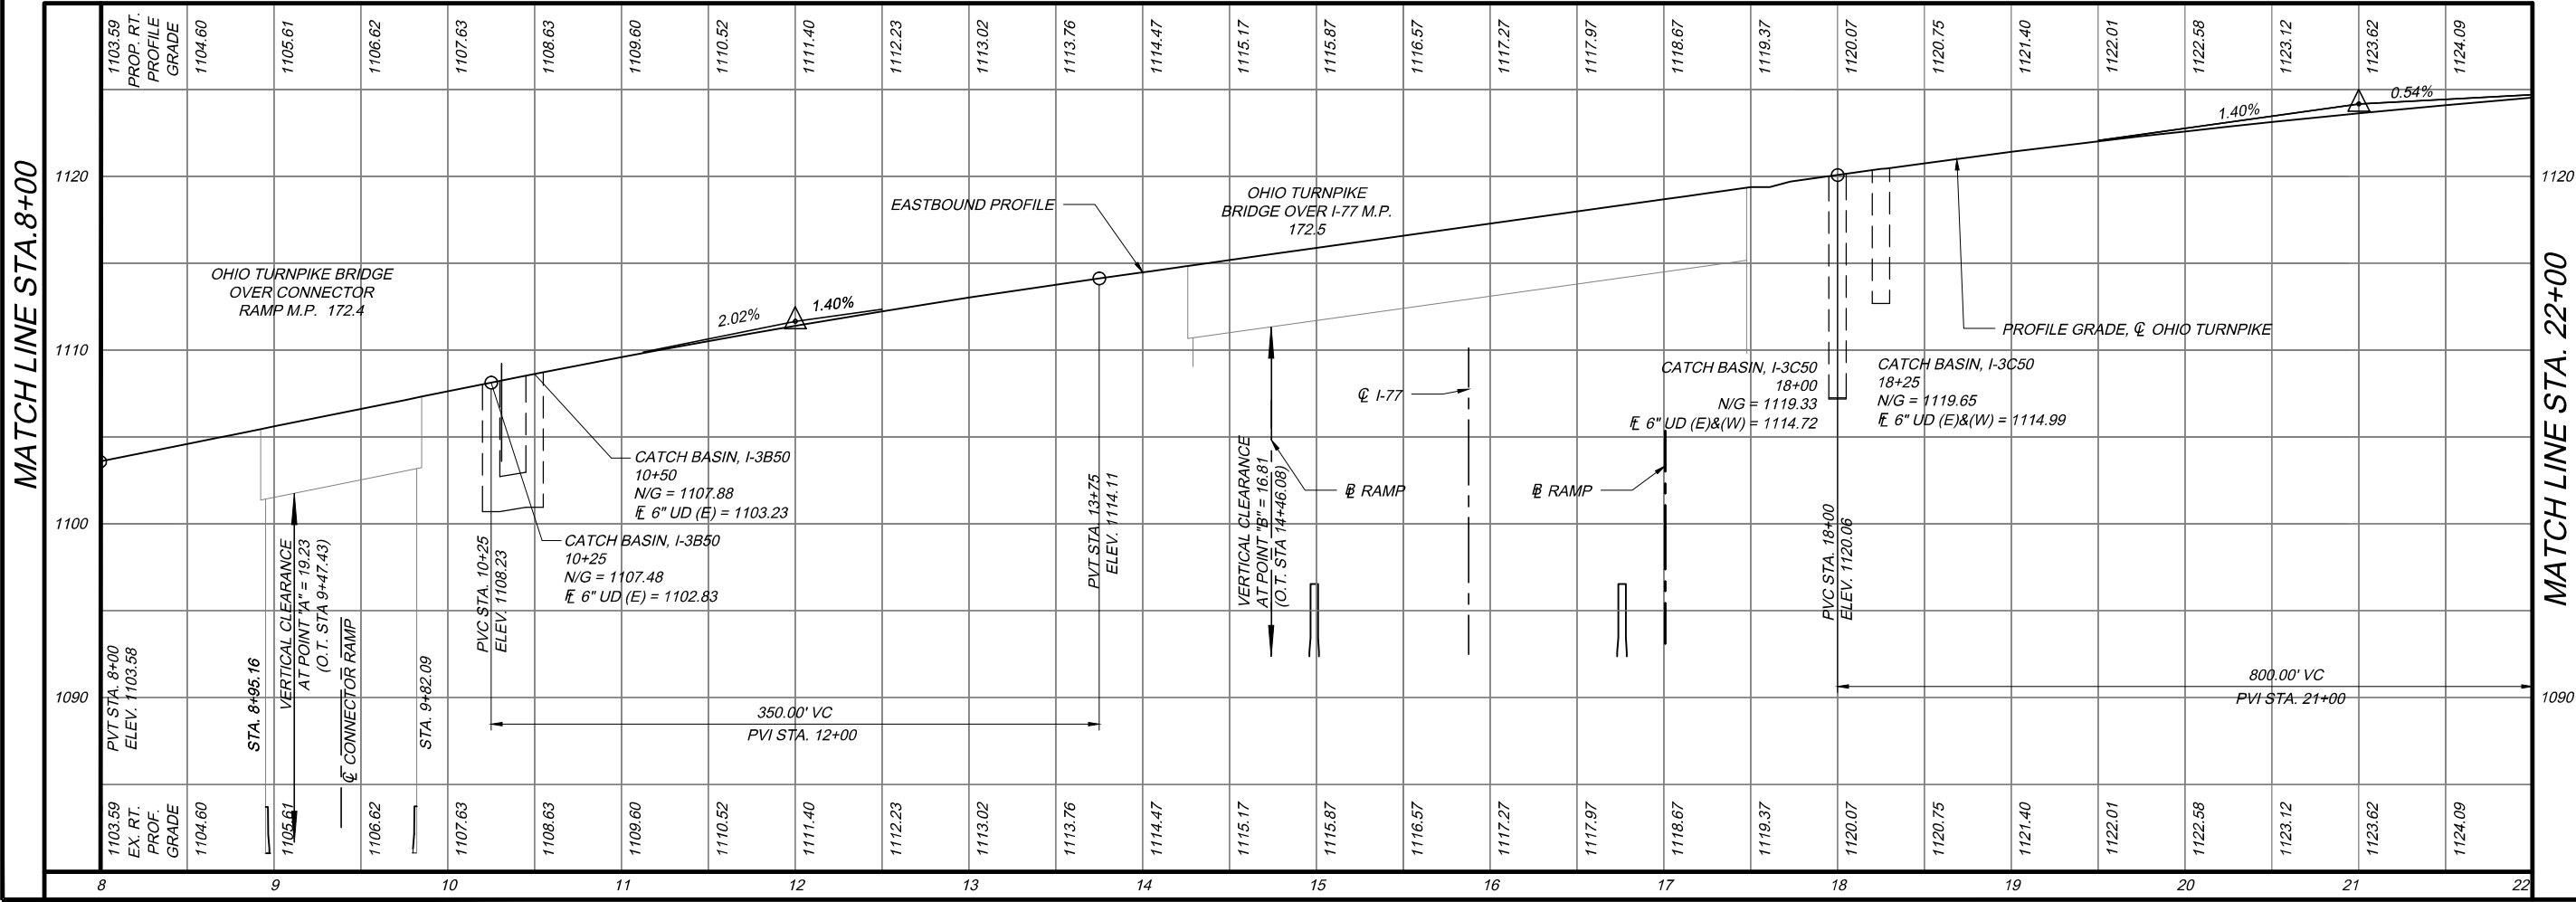 MATCH LINE STA.8+00
1103.59
PROP. RT.
PROFILE
GRADE
1104.60
1105.61
1106.62
1107.63
1108.63
1109.60
1110.52
1111.40
1112.23
1113.02
1113.76
1114.47
1115.17
1115.87
1116.57
1117.27
1117.97
1118.67
1119.37
1120.07
1120.75
1121.40
1122.01
1122.58
1123.12
1123.62
1124.09
1120
1110
1100
1090
OHIO TURNPIKE BRIDGE
OVER CONNECTOR
RAMP M.P. 172.4
2.02%
1.40%
EASTBOUND PROFILE
OHIO TURNPIKE
BRIDGE OVER I-77 M.P.
172.5
1.40%
0.54%
PROFILE GRADE, ℄ OHIO TURNPIKE
CATCH BASIN, I-3B50
10+50
N/G = 1107.88
FL 6" UD (E) = 1103.23
CATCH BASIN, I-3B50
10+25
N/G = 1107.48
FL 6" UD (E) = 1102.83
℄ I-77
BL RAMP
BL RAMP
CATCH BASIN, I-3C50
18+00
N/G = 1119.33
FL 6" UD (E)&(W) = 1114.72
CATCH BASIN, I-3C50
18+25
N/G = 1119.65
FL 6" UD (E)&(W) = 1114.99
PVT STA. 8+00
ELEV. 1103.58
STA. 8+95.16
VERTICAL CLEARANCE
AT POINT "A" = 19.23
(O.T. STA 9+47.43)
℄ CONNECTOR RAMP
STA. 9+82.09
PVC STA. 10+25
ELEV. 1108.23
350.00' VC
PVI STA. 12+00
PVT STA. 13+75
ELEV. 1114.11
VERTICAL CLEARANCE
AT POINT "B" = 16.81
(O.T. STA 14+46.08)
PVC STA. 18+00
ELEV. 1120.06
800.00' VC
PVI STA. 21+00
1103.59
EX. RT.
PROF.
GRADE
1104.60
1105.61
1106.62
1107.63
1108.63
1109.60
1110.52
1111.40
1112.23
1113.02
1113.76
1114.47
1115.17
1115.87
1116.57
1117.27
1117.97
1118.67
1119.37
1120.07
1120.75
1121.40
1122.01
1122.58
1123.12
1123.62
1124.09
8 9 10 11 12 13 14 15 16 17 18 19 20 21 22
1120
1110
1100
1090
MATCH LINE STA. 22+00